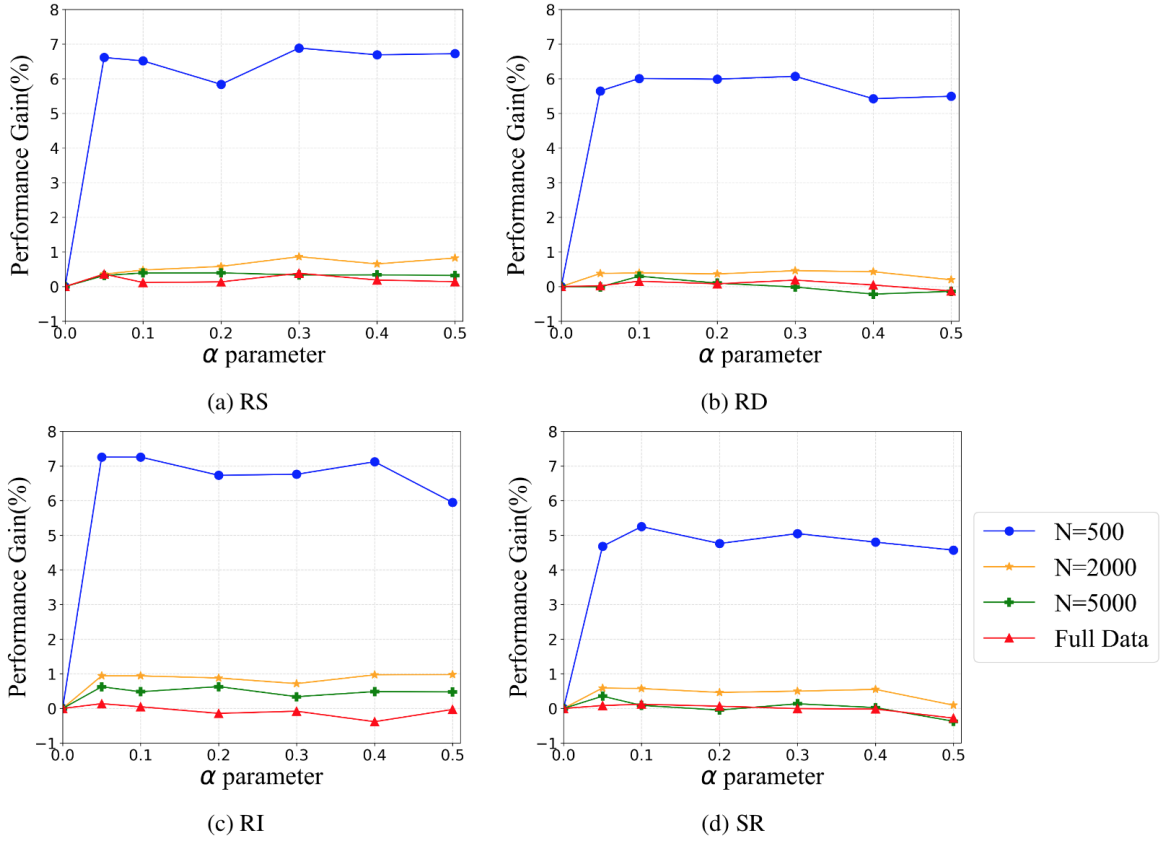 8
7
6
5
4
3
2
1
0
−1
Performance Gain(%)
0.0 0.1 0.2 0.3 0.4 0.5
α parameter
(a) RS
8
7
6
5
4
3
2
1
0
−1
Performance Gain(%)
0.0 0.1 0.2 0.3 0.4 0.5
α parameter
(b) RD
8
7
6
5
4
3
2
1
0
−1
Performance Gain(%)
0.0 0.1 0.2 0.3 0.4 0.5
α parameter
(c) RI
8
7
6
5
4
3
2
1
0
−1
Performance Gain(%)
0.0 0.1 0.2 0.3 0.4 0.5
α parameter
(d) SR
N=500
N=2000
N=5000
Full Data